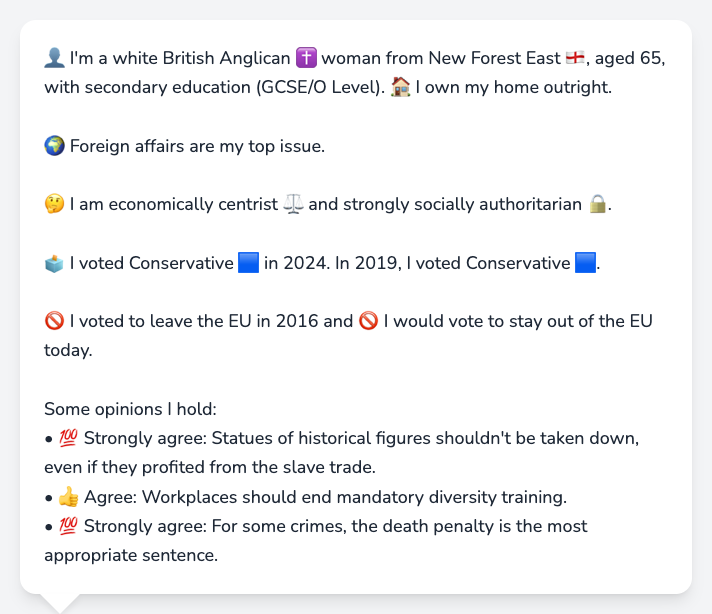 👤 I'm a white British Anglican ✝️ woman from New Forest East 🏴󠁧󠁢󠁥󠁮󠁧󠁿, aged 65,
with secondary education (GCSE/O Level). 🏠 I own my home outright.
🌍 Foreign affairs are my top issue.
🤔 I am economically centrist ⚖️ and strongly socially authoritarian 🔒.
🗳️ I voted Conservative 🟦 in 2024. In 2019, I voted Conservative 🟦.
🚫 I voted to leave the EU in 2016 and 🚫 I would vote to stay out of the EU
today.
Some opinions I hold:
• 💯 Strongly agree: Statues of historical figures shouldn't be taken down,
even if they profited from the slave trade.
• 👍 Agree: Workplaces should end mandatory diversity training.
• 💯 Strongly agree: For some crimes, the death penalty is the most
appropriate sentence.